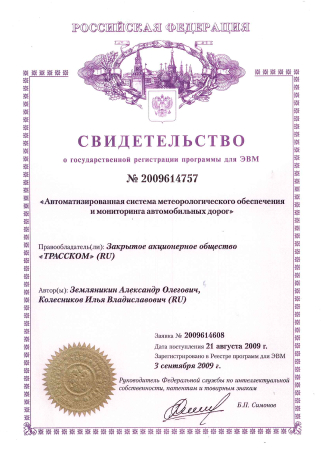 РОССИЙСКАЯ ФЕДЕРАЦИЯ
СВИДЕТЕЛЬСТВО
о государственной регистрации программы для ЭВМ
№ 2009614757
«Автоматизированная система метеорологического обеспечения
и мониторинга автомобильных дорог»
Правообладатель(ли): Закрытое акционерное общество
«ТРАССКОМ» (RU)
Автор(ы): Земляникин Александр Олегович,
Колесников Илья Владиславович (RU)
Заявка № 2009614608
Дата поступления 21 августа 2009 г.
Зарегистрировано в Реестре программ для ЭВМ
3 сентября 2009 г.
Руководитель Федеральной службы по интеллектуальной
собственности, патентам и товарным знакам
Б.П. Симонов